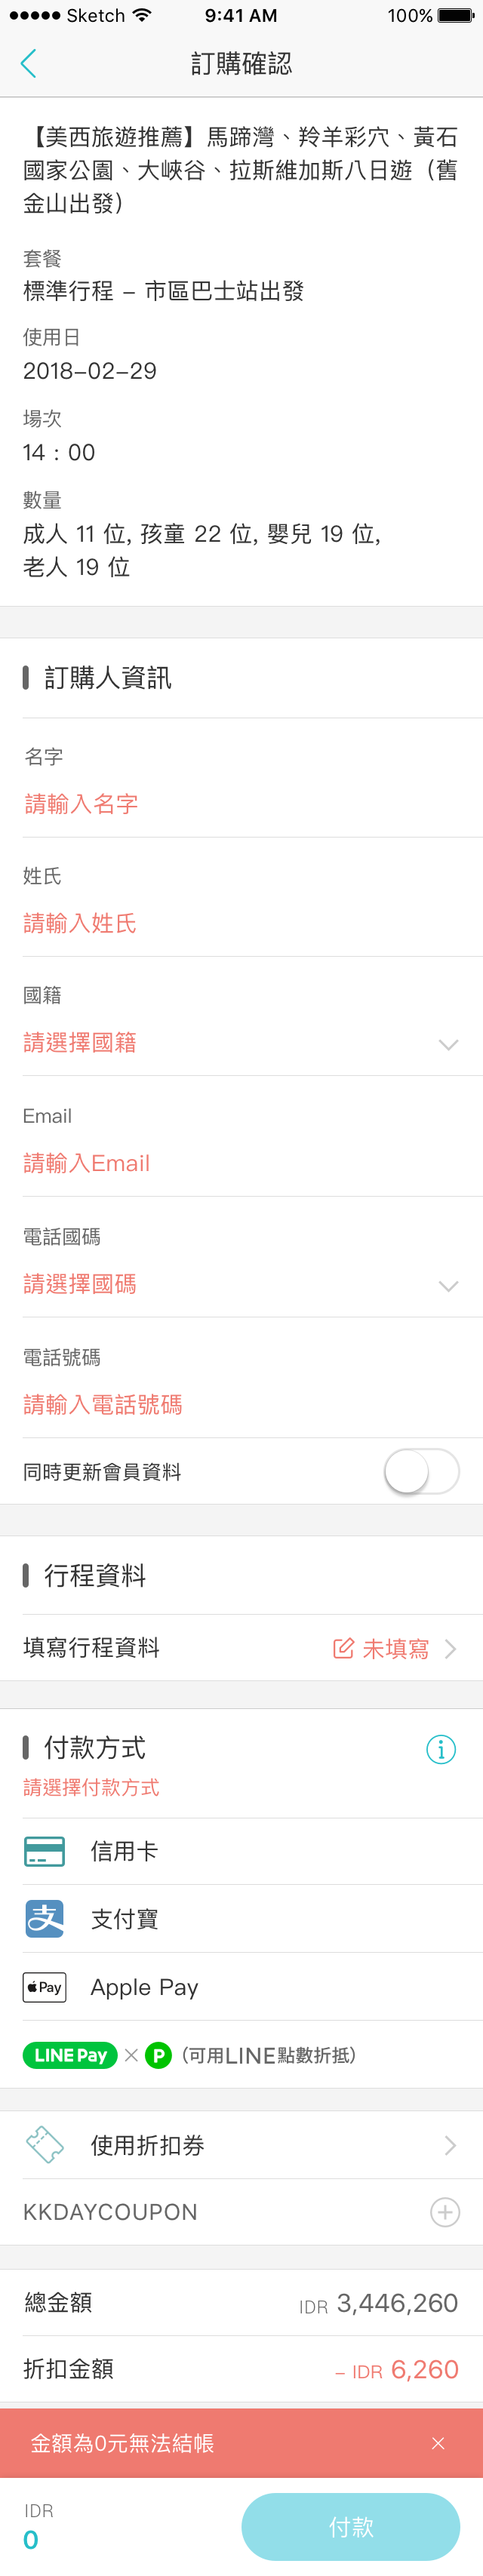 Sketch 9:41 AM 100%
訂購確認
【美西旅遊推薦】馬蹄灣、羚羊彩穴、黃石
國家公園、大峽谷、拉斯維加斯八日遊（舊
金山出發）
套餐
標準行程 – 市區巴士站出發
使用日
2018–02–29
場次
14 : 00
數量
成人 11 位, 孩童 22 位, 嬰兒 19 位,
老人 19 位
訂購人資訊
名字
請輸入名字
姓氏
請輸入姓氏
國籍
請選擇國籍
Email
請輸入Email
電話國碼
請選擇國碼
電話號碼
請輸入電話號碼
同時更新會員資料
行程資料
填寫行程資料 未填寫
付款方式
請選擇付款方式
信用卡
支 支付寶
Pay Apple Pay
LINE Pay × P （可用LINE點數折抵）
使用折扣券
KKDAYCOUPON
總金額 IDR 3,446,260
折扣金額 – IDR 6,260
金額為0元無法結帳 ×
IDR
0 付款